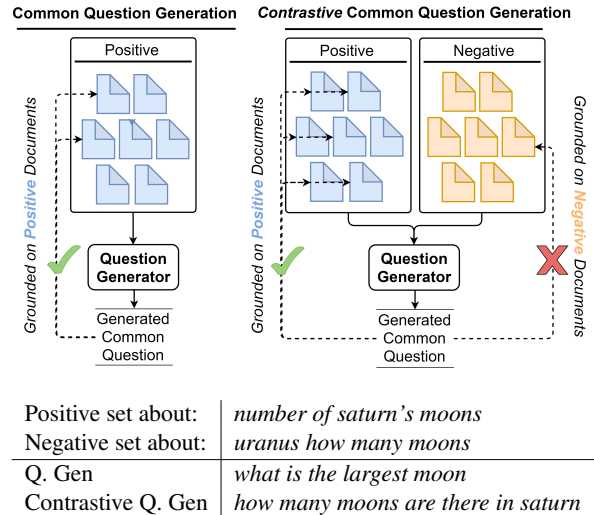 Common Question Generation
Positive
Grounded on Positive Documents
Question
Generator
Generated
Common
Question
Contrastive Common Question Generation
Positive
Negative
Grounded on Positive Documents
Grounded on Negative Documents
Question
Generator
Generated
Common
Question
Positive set about: number of saturn's moons
Negative set about: uranus how many moons
Q. Gen what is the largest moon
Contrastive Q. Gen how many moons are there in saturn